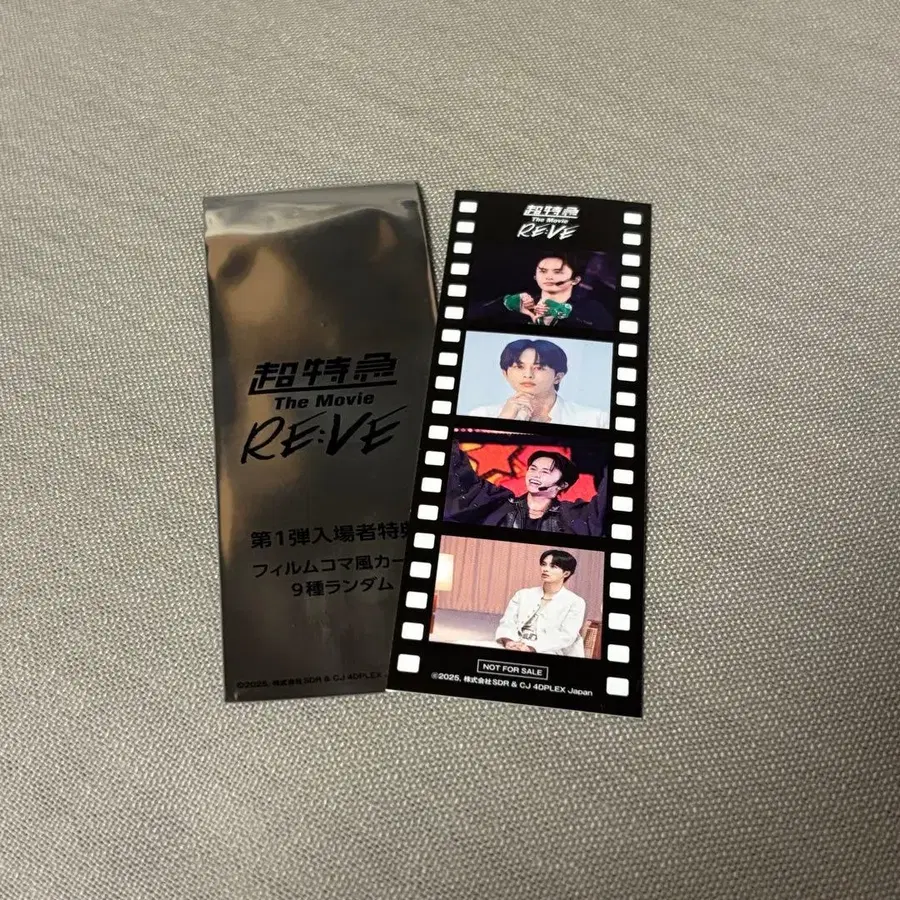 超特急
The Movie
RE:VE
第1弾入場者特典
フィルムコマ風カー
9種ランダム
©2025, 株式会社SDR & CJ 4DPLEX
超特急
The Movie
RE:VE
NOT FOR SALE
©2025, 株式会社SDR & CJ 4DPLEX Japan